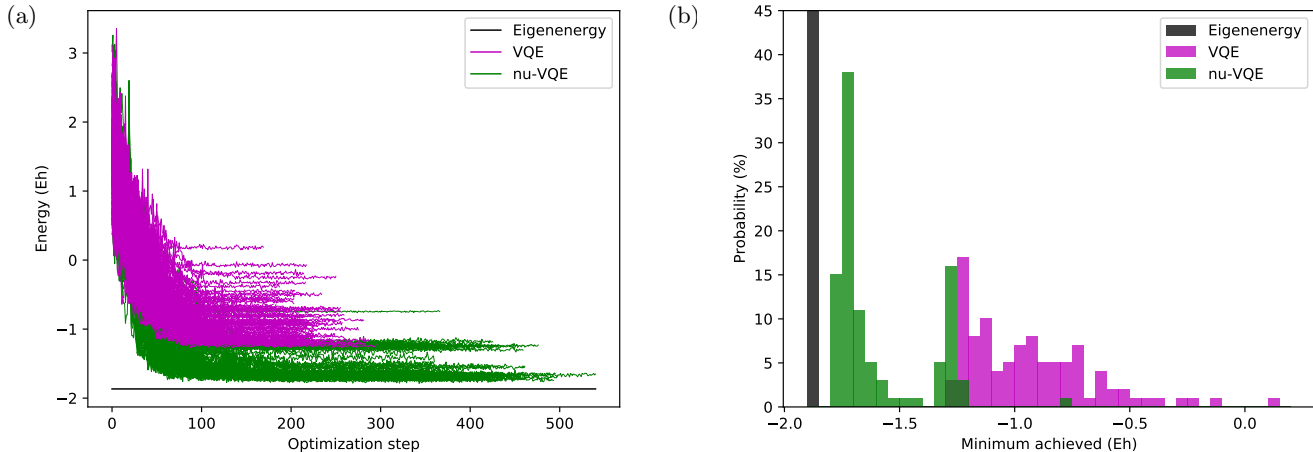 (a)
Eigenenergy
VQE
nu-VQE
Energy (Eh)
3
2
1
0
−1
−2
0
100
200
300
400
500
Optimization step
(b)
Eigenenergy
VQE
nu-VQE
Probability (%)
45
40
35
30
25
20
15
10
5
0
−2.0
−1.5
−1.0
−0.5
0.0
Minimum achieved (Eh)